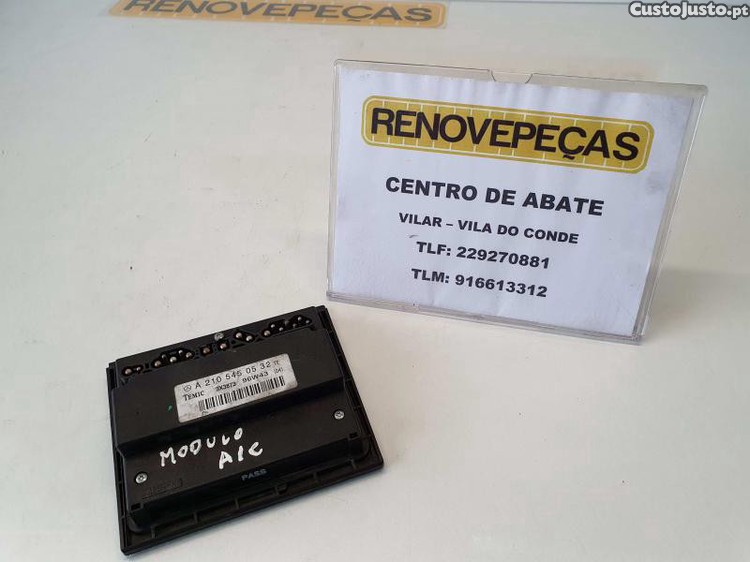 RENOVEPEÇAS
CustoJusto.pt
RENOVEPEÇAS
CENTRO DE ABATE
VILAR – VILA DO CONDE
TLF: 229270881
TLM: 916613312
A 210 545 05 32
TEMIC 96W43
MODULO
A/C
PASS